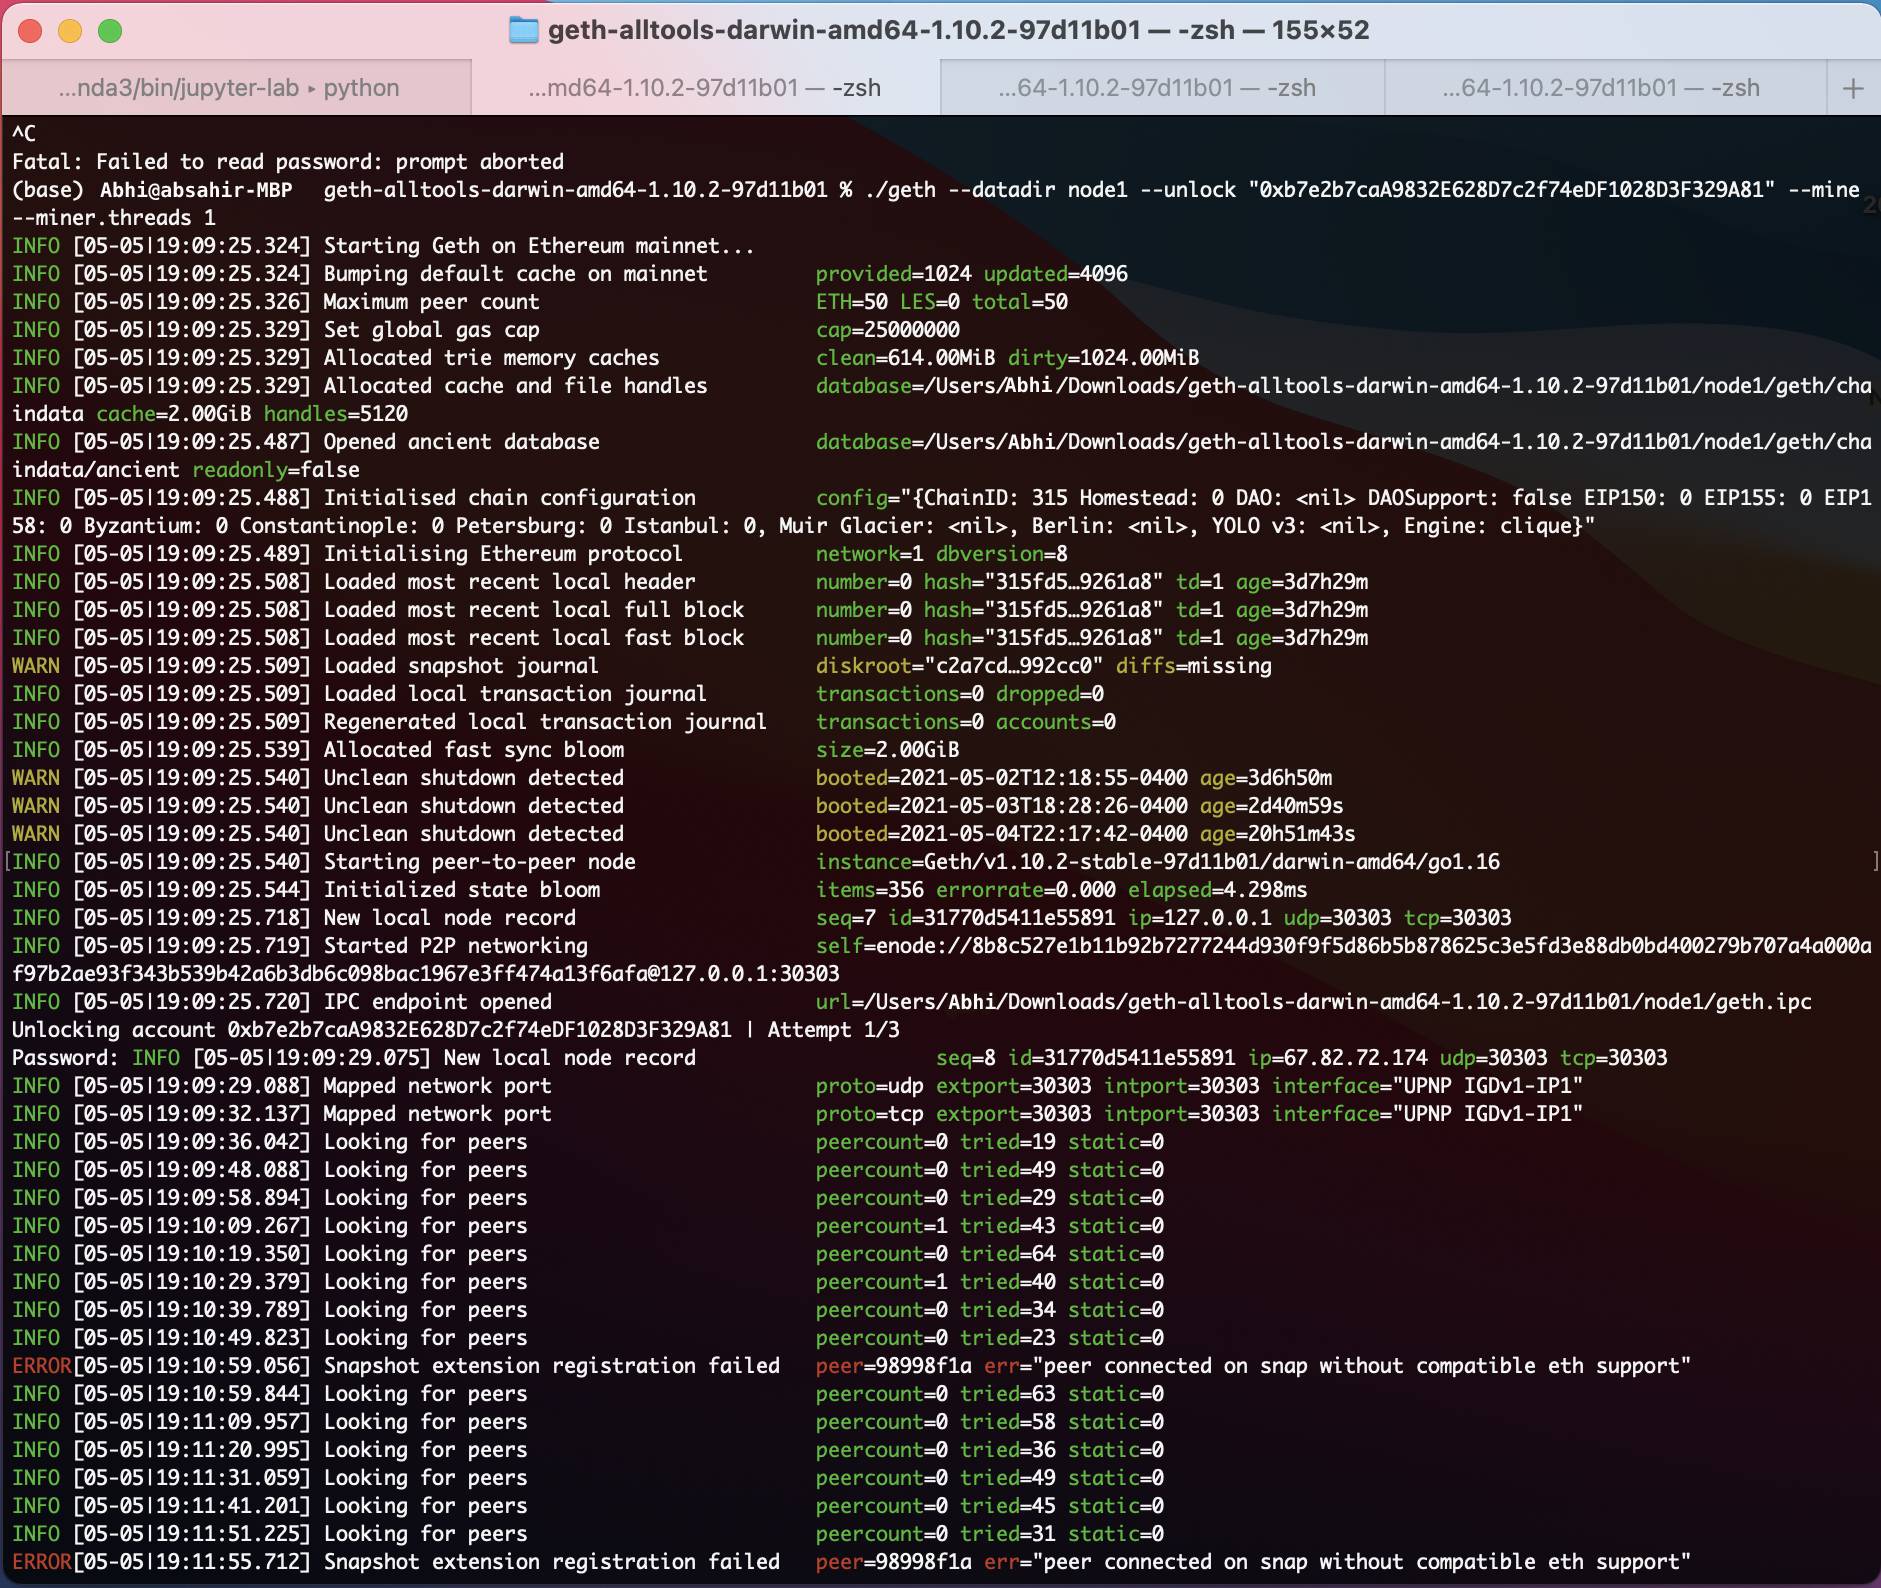 geth-alltools-darwin-amd64-1.10.2-97d11b01 — -zsh — 155×52
...nda3/bin/jupyter-lab ▸ python
...md64-1.10.2-97d11b01 — -zsh
...64-1.10.2-97d11b01 — -zsh
...64-1.10.2-97d11b01 — -zsh
+
^C
Fatal: Failed to read password: prompt aborted
(base) Abhi@absahir-MBP geth-alltools-darwin-amd64-1.10.2-97d11b01 % ./geth --datadir node1 --unlock "0xb7e2b7caA9832E628D7c2f74eDF1028D3F329A81" --mine
--miner.threads 1
INFO [05-05|19:09:25.324] Starting Geth on Ethereum mainnet...
INFO [05-05|19:09:25.324] Bumping default cache on mainnet provided=1024 updated=4096
INFO [05-05|19:09:25.326] Maximum peer count ETH=50 LES=0 total=50
INFO [05-05|19:09:25.329] Set global gas cap cap=25000000
INFO [05-05|19:09:25.329] Allocated trie memory caches clean=614.00MiB dirty=1024.00MiB
INFO [05-05|19:09:25.329] Allocated cache and file handles database=/Users/Abhi/Downloads/geth-alltools-darwin-amd64-1.10.2-97d11b01/node1/geth/cha
indata cache=2.00GiB handles=5120
INFO [05-05|19:09:25.487] Opened ancient database database=/Users/Abhi/Downloads/geth-alltools-darwin-amd64-1.10.2-97d11b01/node1/geth/cha
indata/ancient readonly=false
INFO [05-05|19:09:25.488] Initialised chain configuration config="{ChainID: 315 Homestead: 0 DAO: <nil> DAOSupport: false EIP150: 0 EIP155: 0 EIP1
58: 0 Byzantium: 0 Constantinople: 0 Petersburg: 0 Istanbul: 0, Muir Glacier: <nil>, Berlin: <nil>, YOLO v3: <nil>, Engine: clique}"
INFO [05-05|19:09:25.489] Initialising Ethereum protocol network=1 dbversion=8
INFO [05-05|19:09:25.508] Loaded most recent local header number=0 hash="315fd5…9261a8" td=1 age=3d7h29m
INFO [05-05|19:09:25.508] Loaded most recent local full block number=0 hash="315fd5…9261a8" td=1 age=3d7h29m
INFO [05-05|19:09:25.508] Loaded most recent local fast block number=0 hash="315fd5…9261a8" td=1 age=3d7h29m
WARN [05-05|19:09:25.509] Loaded snapshot journal diskroot="c2a7cd…992cc0" diffs=missing
INFO [05-05|19:09:25.509] Loaded local transaction journal transactions=0 dropped=0
INFO [05-05|19:09:25.509] Regenerated local transaction journal transactions=0 accounts=0
INFO [05-05|19:09:25.539] Allocated fast sync bloom size=2.00GiB
WARN [05-05|19:09:25.540] Unclean shutdown detected booted=2021-05-02T12:18:55-0400 age=3d6h50m
WARN [05-05|19:09:25.540] Unclean shutdown detected booted=2021-05-03T18:28:26-0400 age=2d40m59s
WARN [05-05|19:09:25.540] Unclean shutdown detected booted=2021-05-04T22:17:42-0400 age=20h51m43s
[INFO [05-05|19:09:25.540] Starting peer-to-peer node instance=Geth/v1.10.2-stable-97d11b01/darwin-amd64/go1.16 ]
INFO [05-05|19:09:25.544] Initialized state bloom items=356 errorrate=0.000 elapsed=4.298ms
INFO [05-05|19:09:25.718] New local node record seq=7 id=31770d5411e55891 ip=127.0.0.1 udp=30303 tcp=30303
INFO [05-05|19:09:25.719] Started P2P networking self=enode://8b8c527e1b11b92b7277244d930f9f5d86b5b878625c3e5fd3e88db0bd400279b707a4a000a
f97b2ae93f343b539b42a6b3db6c098bac1967e3ff474a13f6afa@127.0.0.1:30303
INFO [05-05|19:09:25.720] IPC endpoint opened url=/Users/Abhi/Downloads/geth-alltools-darwin-amd64-1.10.2-97d11b01/node1/geth.ipc
Unlocking account 0xb7e2b7caA9832E628D7c2f74eDF1028D3F329A81 | Attempt 1/3
Password: INFO [05-05|19:09:29.075] New local node record seq=8 id=31770d5411e55891 ip=67.82.72.174 udp=30303 tcp=30303
INFO [05-05|19:09:29.088] Mapped network port proto=udp extport=30303 intport=30303 interface="UPNP IGDv1-IP1"
INFO [05-05|19:09:32.137] Mapped network port proto=tcp extport=30303 intport=30303 interface="UPNP IGDv1-IP1"
INFO [05-05|19:09:36.042] Looking for peers peercount=0 tried=19 static=0
INFO [05-05|19:09:48.088] Looking for peers peercount=0 tried=49 static=0
INFO [05-05|19:09:58.894] Looking for peers peercount=0 tried=29 static=0
INFO [05-05|19:10:09.267] Looking for peers peercount=1 tried=43 static=0
INFO [05-05|19:10:19.350] Looking for peers peercount=0 tried=64 static=0
INFO [05-05|19:10:29.379] Looking for peers peercount=1 tried=40 static=0
INFO [05-05|19:10:39.789] Looking for peers peercount=0 tried=34 static=0
INFO [05-05|19:10:49.823] Looking for peers peercount=0 tried=23 static=0
ERROR[05-05|19:10:59.056] Snapshot extension registration failed peer=98998f1a err="peer connected on snap without compatible eth support"
INFO [05-05|19:10:59.844] Looking for peers peercount=0 tried=63 static=0
INFO [05-05|19:11:09.957] Looking for peers peercount=0 tried=58 static=0
INFO [05-05|19:11:20.995] Looking for peers peercount=0 tried=36 static=0
INFO [05-05|19:11:31.059] Looking for peers peercount=0 tried=49 static=0
INFO [05-05|19:11:41.201] Looking for peers peercount=0 tried=45 static=0
INFO [05-05|19:11:51.225] Looking for peers peercount=0 tried=31 static=0
ERROR[05-05|19:11:55.712] Snapshot extension registration failed peer=98998f1a err="peer connected on snap without compatible eth support"